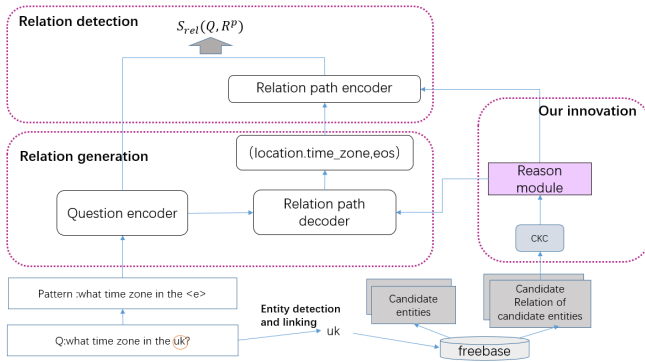 Relation detection
S_rel(Q, R^p)
Relation path encoder
Our innovation
Relation generation
(location.time_zone,eos)
Reason
module
Question encoder
Relation path
decoder
CKC
Pattern :what time zone in the <e>
Candidate
entities
Candidate
Relation of
candidate entities
Entity detection
and linking
uk
Q:what time zone in the uk?
freebase